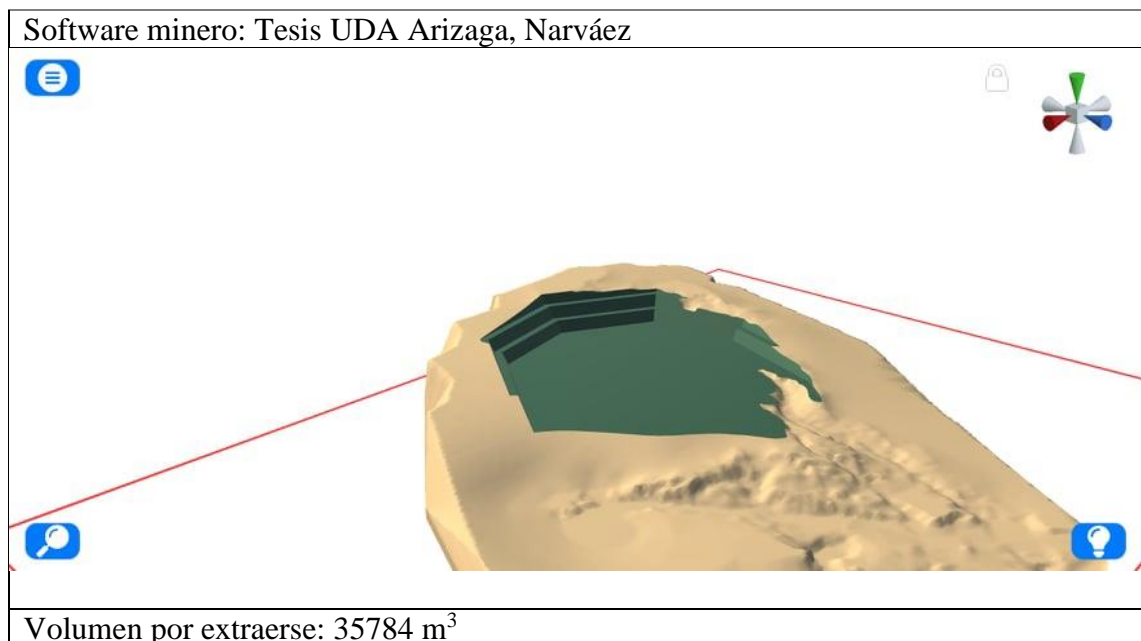 Software minero: Tesis UDA Arizaga, Narváez
Volumen por extraerse: 35784 m³